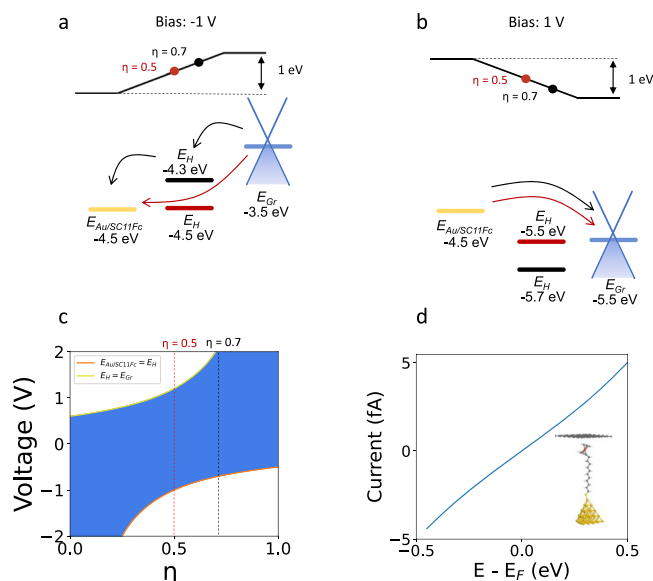 a
Bias: -1 V
η = 0.7
η = 0.5
1 eV
E_H
-4.3 eV
E_Au/SC11Fc
-4.5 eV
E_H
-4.5 eV
E_Gr
-3.5 eV
b
Bias: 1 V
η = 0.5
η = 0.7
1 eV
E_Au/SC11Fc
-4.5 eV
E_H
-5.5 eV
E_H
-5.7 eV
E_Gr
-5.5 eV
c
η = 0.5
η = 0.7
E_Au/SC11Fc = E_H
E_H = E_Gr
Voltage (V)
2
1
0
−1
−2
0.0
0.5
1.0
η
d
Current (fA)
5
0
−5
−0.5
0.0
0.5
E - E_F (eV)